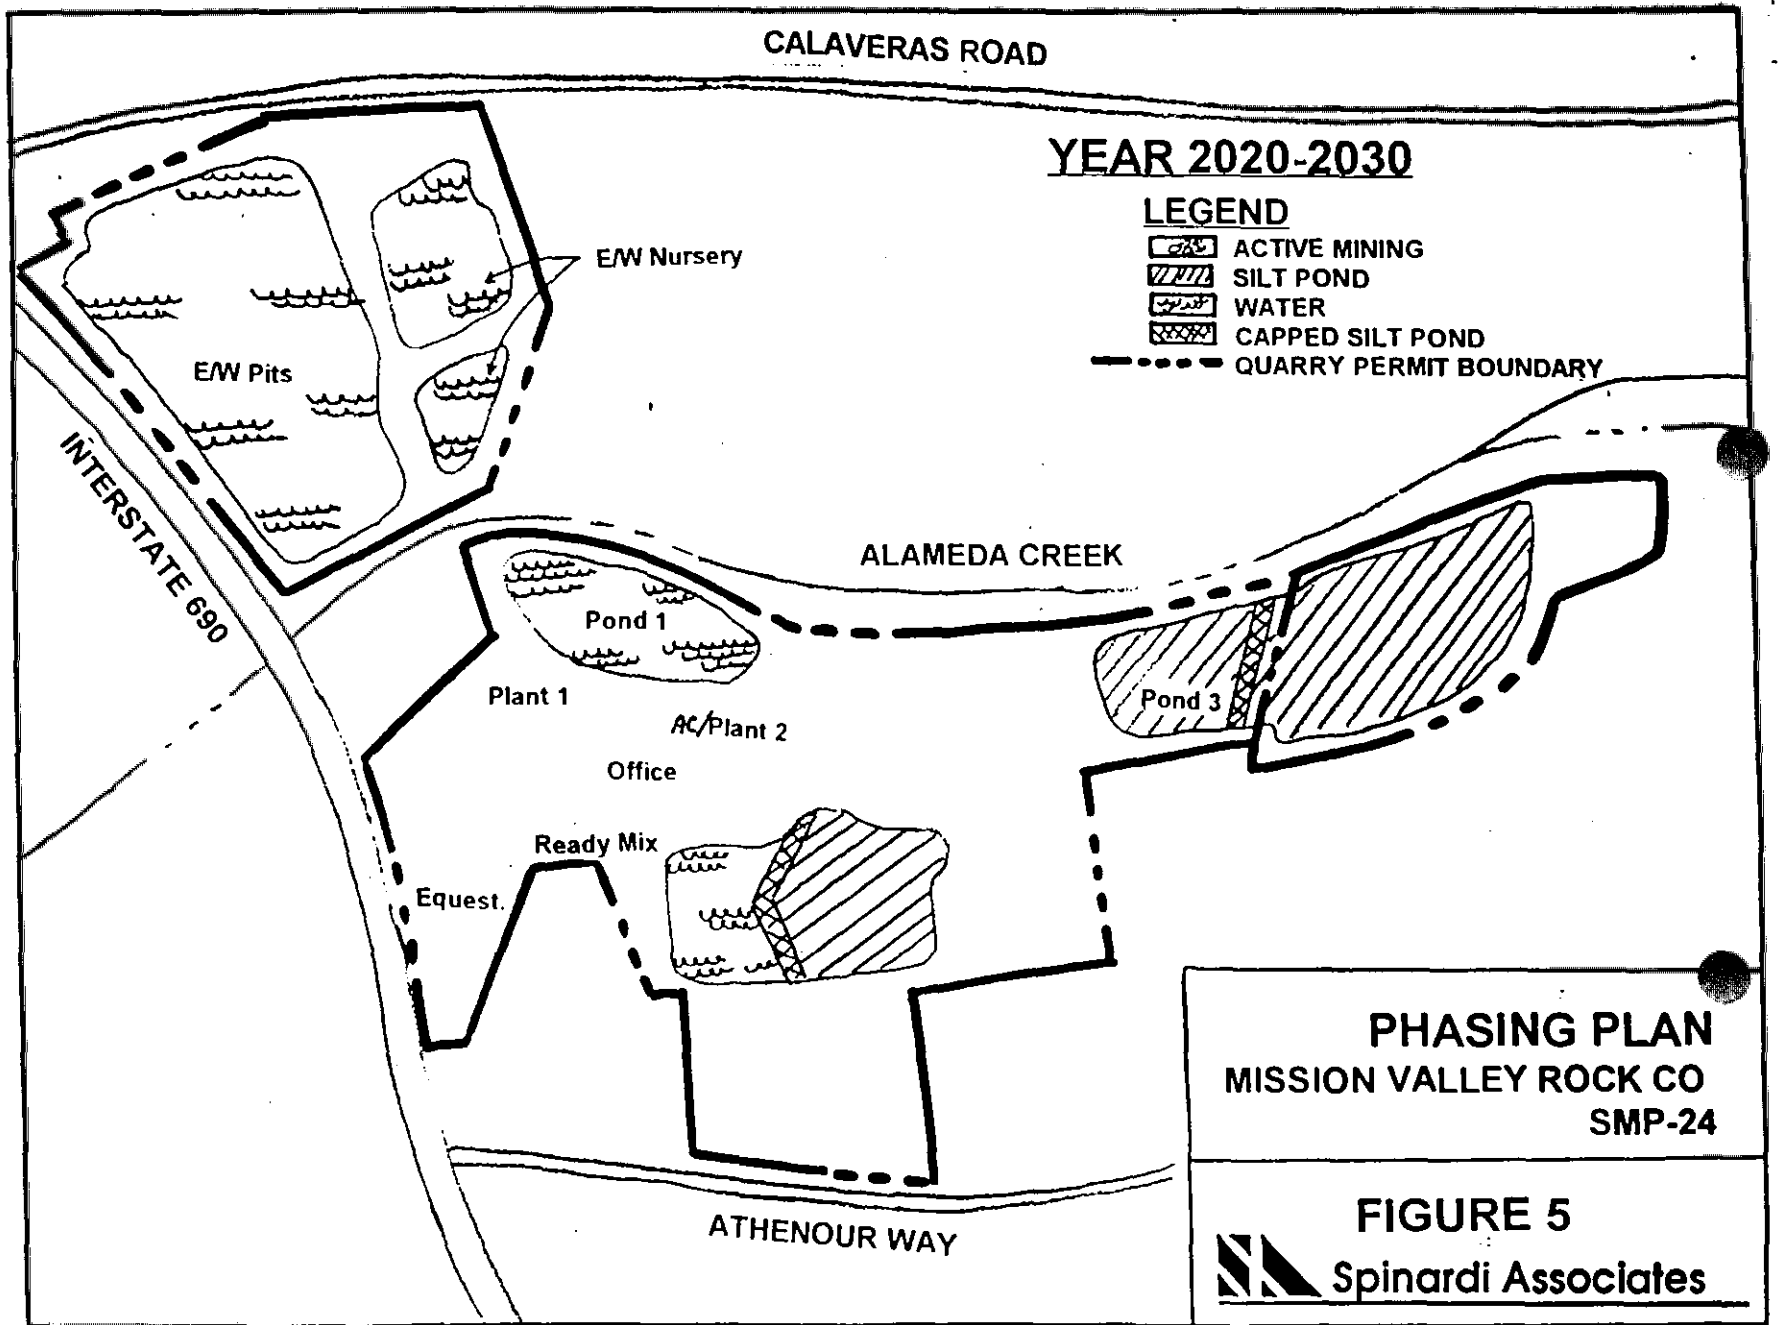 CALAVERAS ROAD
YEAR 2020-2030
LEGEND
ACTIVE MINING
SILT POND
WATER
CAPPED SILT POND
QUARRY PERMIT BOUNDARY
E/W Nursery
E/W Pits
INTERSTATE 690
ALAMEDA CREEK
Pond 1
Plant 1
AC/Plant 2
Pond 3
Office
Ready Mix
Equest.
ATHENOUR WAY
PHASING PLAN
MISSION VALLEY ROCK CO
SMP-24
FIGURE 5
Spinardi Associates